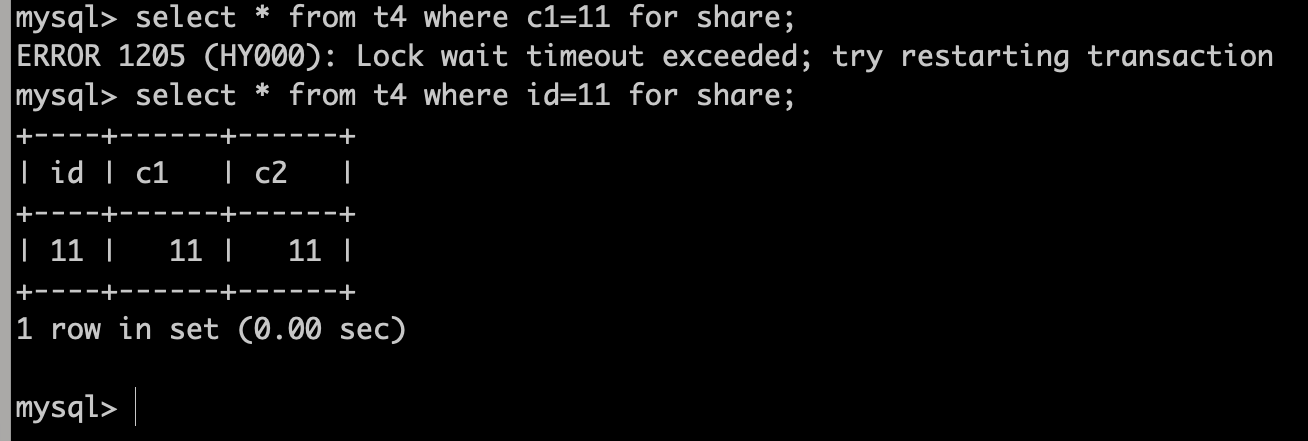 mysql> select * from t4 where c1=11 for share;
ERROR 1205 (HY000): Lock wait timeout exceeded; try restarting transaction
mysql> select * from t4 where id=11 for share;
+----+------+------+
| id | c1   | c2   |
+----+------+------+
| 11 |   11 |   11 |
+----+------+------+
1 row in set (0.00 sec)
mysql>